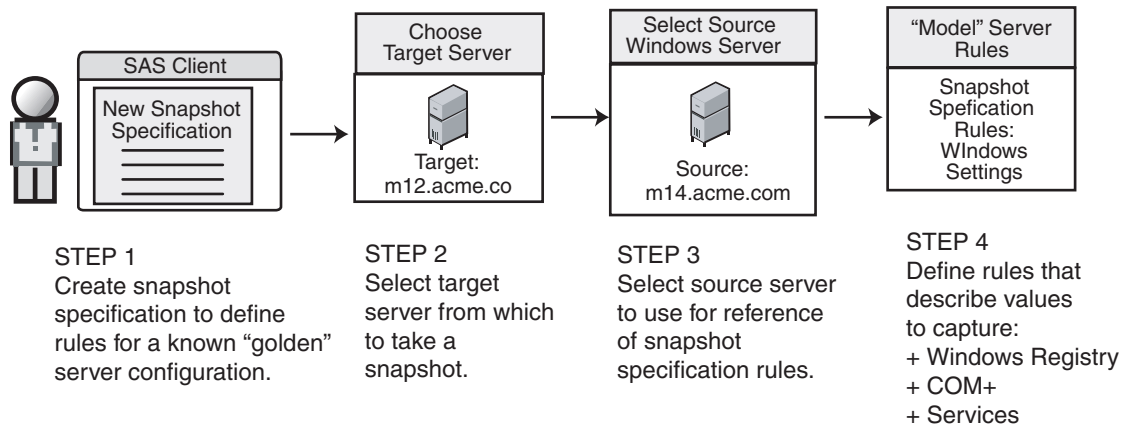 SAS Client
New Snapshot
Specification
Choose
Target Server
Target:
m12.acme.co
Select Source
Windows Server
Source:
m14.acme.com
“Model” Server
Rules
Snapshot
Spefication
Rules:
WIndows
Settings
STEP 1
Create snapshot
specification to define
rules for a known “golden”
server configuration.
STEP 2
Select target
server from which
to take a
snapshot.
STEP 3
Select source server
to use for reference
of snapshot
specification rules.
STEP 4
Define rules that
describe values
to capture:
+ Windows Registry
+ COM+
+ Services